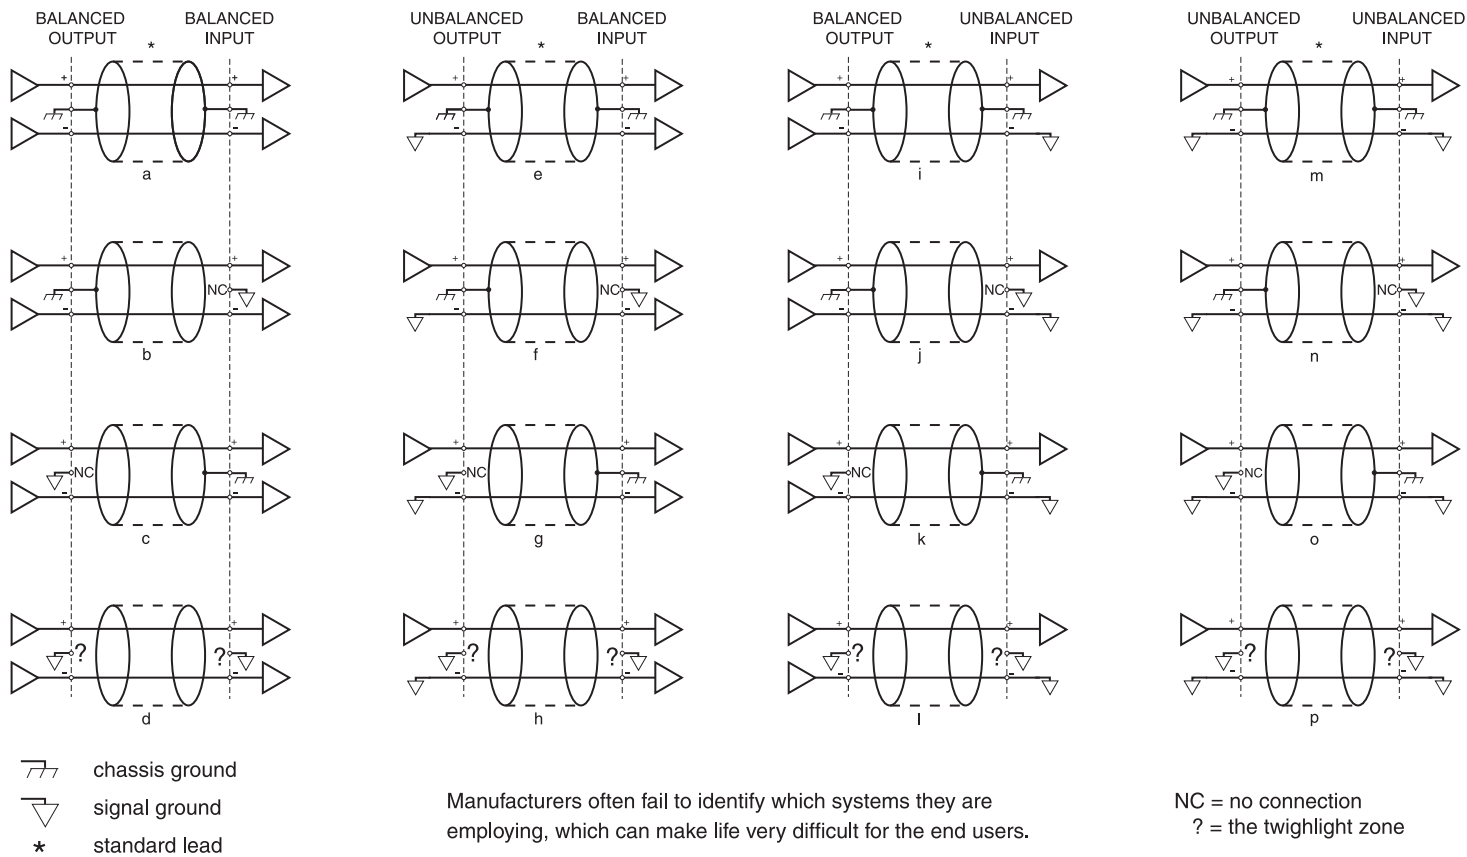 BALANCED OUTPUT * BALANCED INPUT
UNBALANCED OUTPUT * BALANCED INPUT
BALANCED OUTPUT * UNBALANCED INPUT
UNBALANCED OUTPUT * UNBALANCED INPUT
+ +
- -
a
+ +
- -
e
+ +
- -
i
+ +
- -
m
+ +
NC
- -
b
+ +
NC
- -
f
+ +
NC
- -
j
+ +
NC
- -
n
+ +
NC
- -
c
+ +
NC
- -
g
+ +
NC
- -
k
+ +
NC
- -
o
+ +
? ?
- -
d
+ +
? ?
- -
h
+ +
? ?
- -
l
+ +
? ?
- -
p
chassis ground
signal ground
* standard lead
Manufacturers often fail to identify which systems they are
employing, which can make life very difficult for the end users.
NC = no connection
? = the twighlight zone